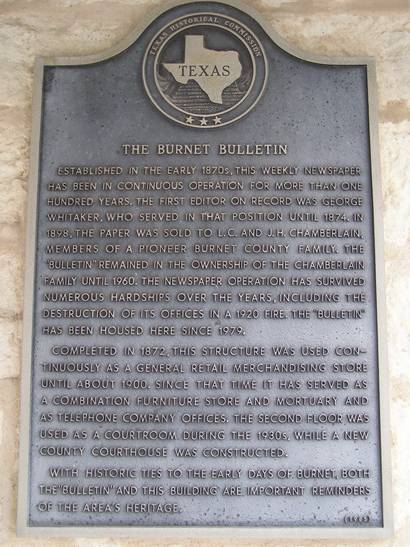 TEXAS HISTORICAL COMMISSION
TEXAS
THE BURNET BULLETIN
ESTABLISHED IN THE EARLY 1870s, THIS WEEKLY NEWSPAPER
HAS BEEN IN CONTINUOUS OPERATION FOR MORE THAN ONE
HUNDRED YEARS. THE FIRST EDITOR ON RECORD WAS GEORGE
WHITAKER, WHO SERVED IN THAT POSITION UNTIL 1874. IN
1898, THE PAPER WAS SOLD TO L.C. AND J.H. CHAMBERLAIN,
MEMBERS OF A PIONEER BURNET COUNTY FAMILY. THE
"BULLETIN" REMAINED IN THE OWNERSHIP OF THE CHAMBERLAIN
FAMILY UNTIL 1960. THE NEWSPAPER OPERATION HAS SURVIVED
NUMEROUS HARDSHIPS OVER THE YEARS, INCLUDING THE
DESTRUCTION OF ITS OFFICES IN A 1920 FIRE. THE "BULLETIN"
HAS BEEN HOUSED HERE SINCE 1979.
COMPLETED IN 1872, THIS STRUCTURE WAS USED CON-
TINUOUSLY AS A GENERAL RETAIL MERCHANDISING STORE
UNTIL ABOUT 1900. SINCE THAT TIME IT HAS SERVED AS
A COMBINATION FURNITURE STORE AND MORTUARY AND
AS TELEPHONE COMPANY OFFICES. THE SECOND FLOOR WAS
USED AS A COURTROOM DURING THE 1930s, WHILE A NEW
COUNTY COURTHOUSE WAS CONSTRUCTED.
WITH HISTORIC TIES TO THE EARLY DAYS OF BURNET, BOTH
THE "BULLETIN" AND THIS BUILDING ARE IMPORTANT REMINDERS
OF THE AREA'S HERITAGE.